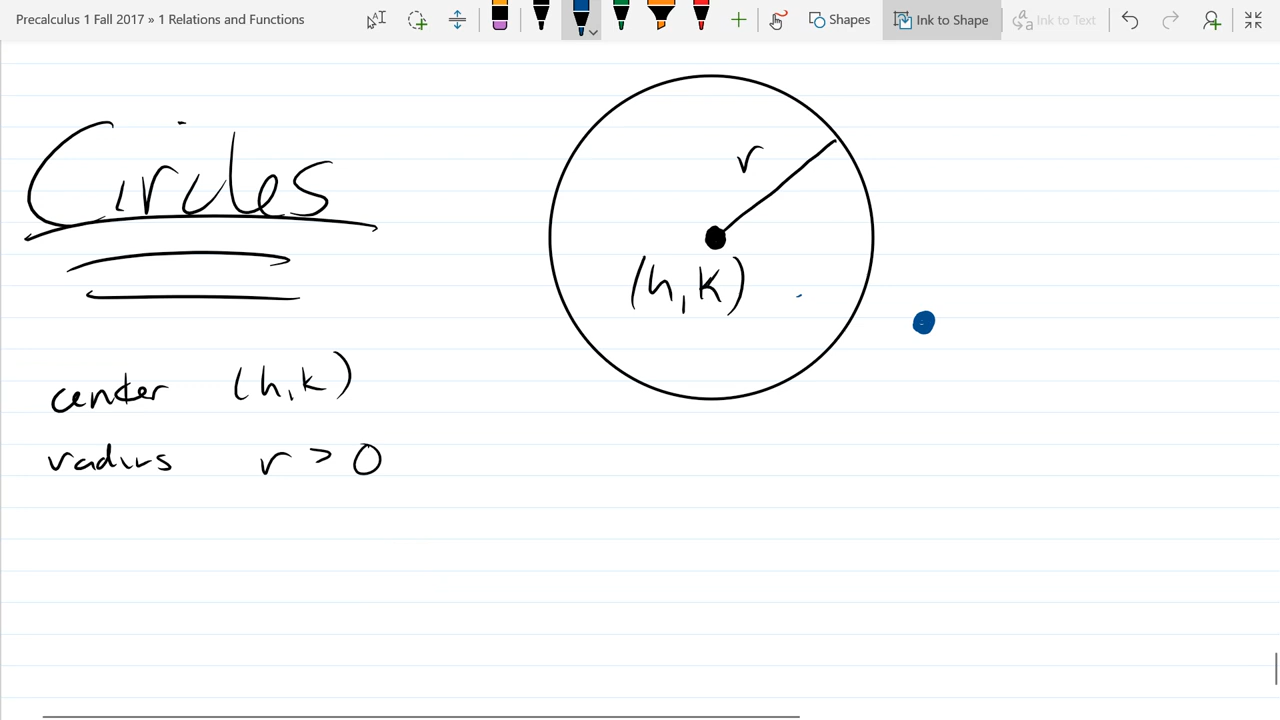 Precalculus 1 Fall 2017 » 1 Relations and Functions
Shapes
Ink to Shape
Ink to Text
Circles
r
(h,k)
center (h,k)
radius r > 0